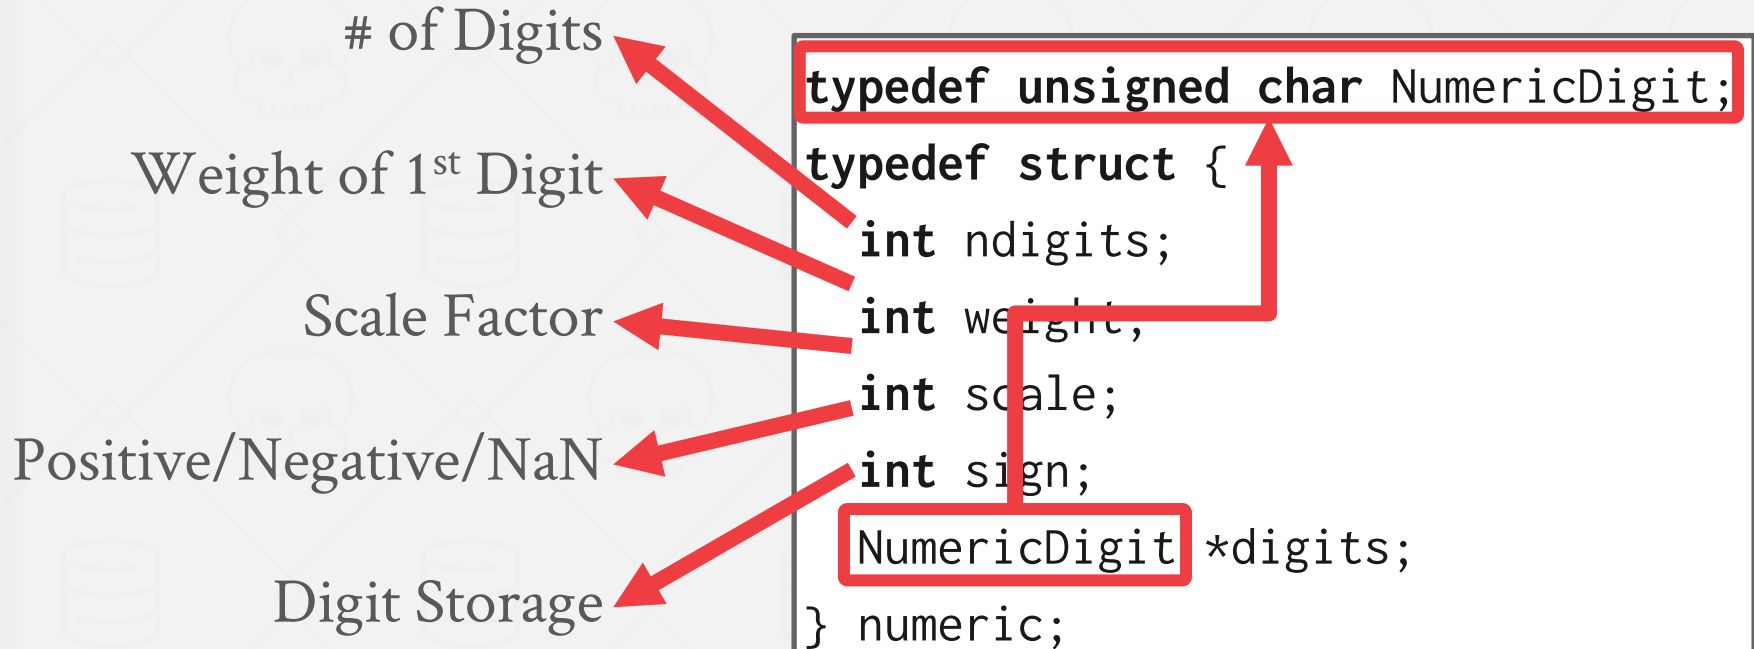 # of Digits
Weight of 1st Digit
Scale Factor
Positive/Negative/NaN
Digit Storage
typedef unsigned char NumericDigit;
typedef struct {
int ndigits;
int weight;
int scale;
int sign;
NumericDigit *digits;
} numeric;